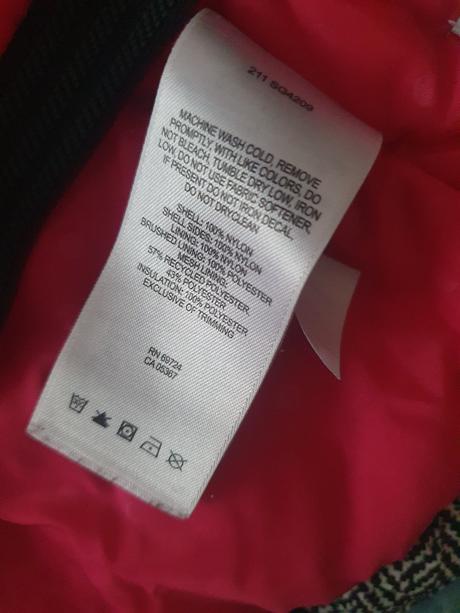 211 SG4209
MACHINE WASH COLD, REMOVE
PROMPTLY, WITH LIKE COLORS, DO
NOT BLEACH. TUMBLE DRY LOW. IRON
LOW. DO NOT USE FABRIC SOFTENER.
IF PRESENT DO NOT IRON DECAL.
DO NOT DRYCLEAN
SHELL: 100% NYLON
SHELL SIDES: 100% NYLON
LINING: 100% NYLON
BRUSHED LINING: 100% POLYESTER
MESH LINING:
57% RECYCLED POLYESTER,
43% POLYESTER
INSULATION: 100% POLYESTER
EXCLUSIVE OF TRIMMING
RN 69724
CA 05367